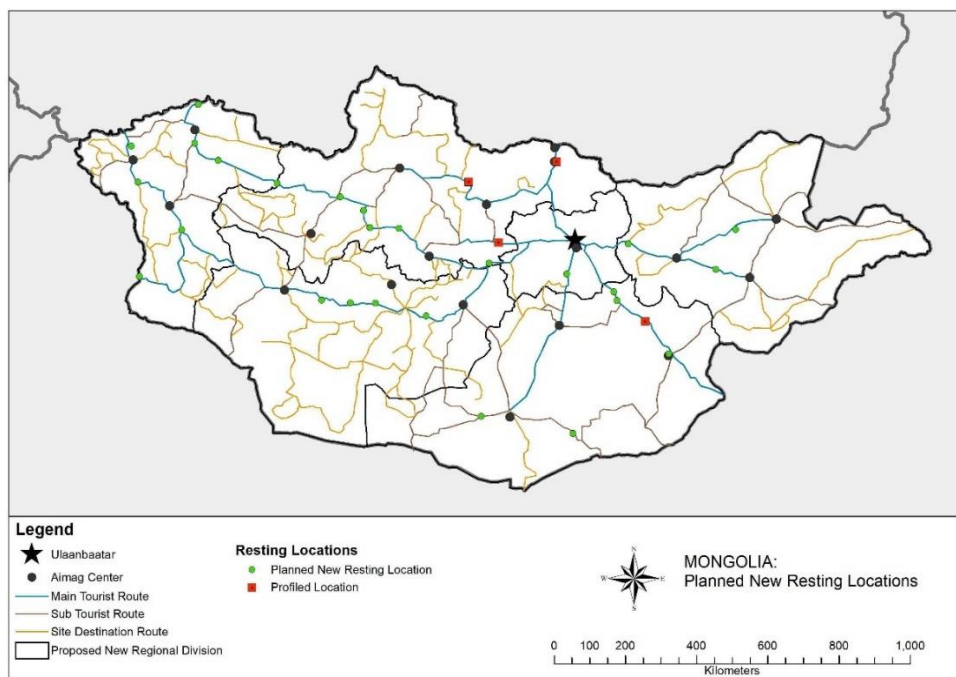 Legend
Ulaanbaatar
Aimag Center
Main Tourist Route
Sub Tourist Route
Site Destination Route
Proposed New Regional Division
Resting Locations
Planned New Resting Location
Profiled Location
N
W E
S
MONGOLIA:
Planned New Resting Locations
0 100 200 400 600 800 1,000
Kilometers